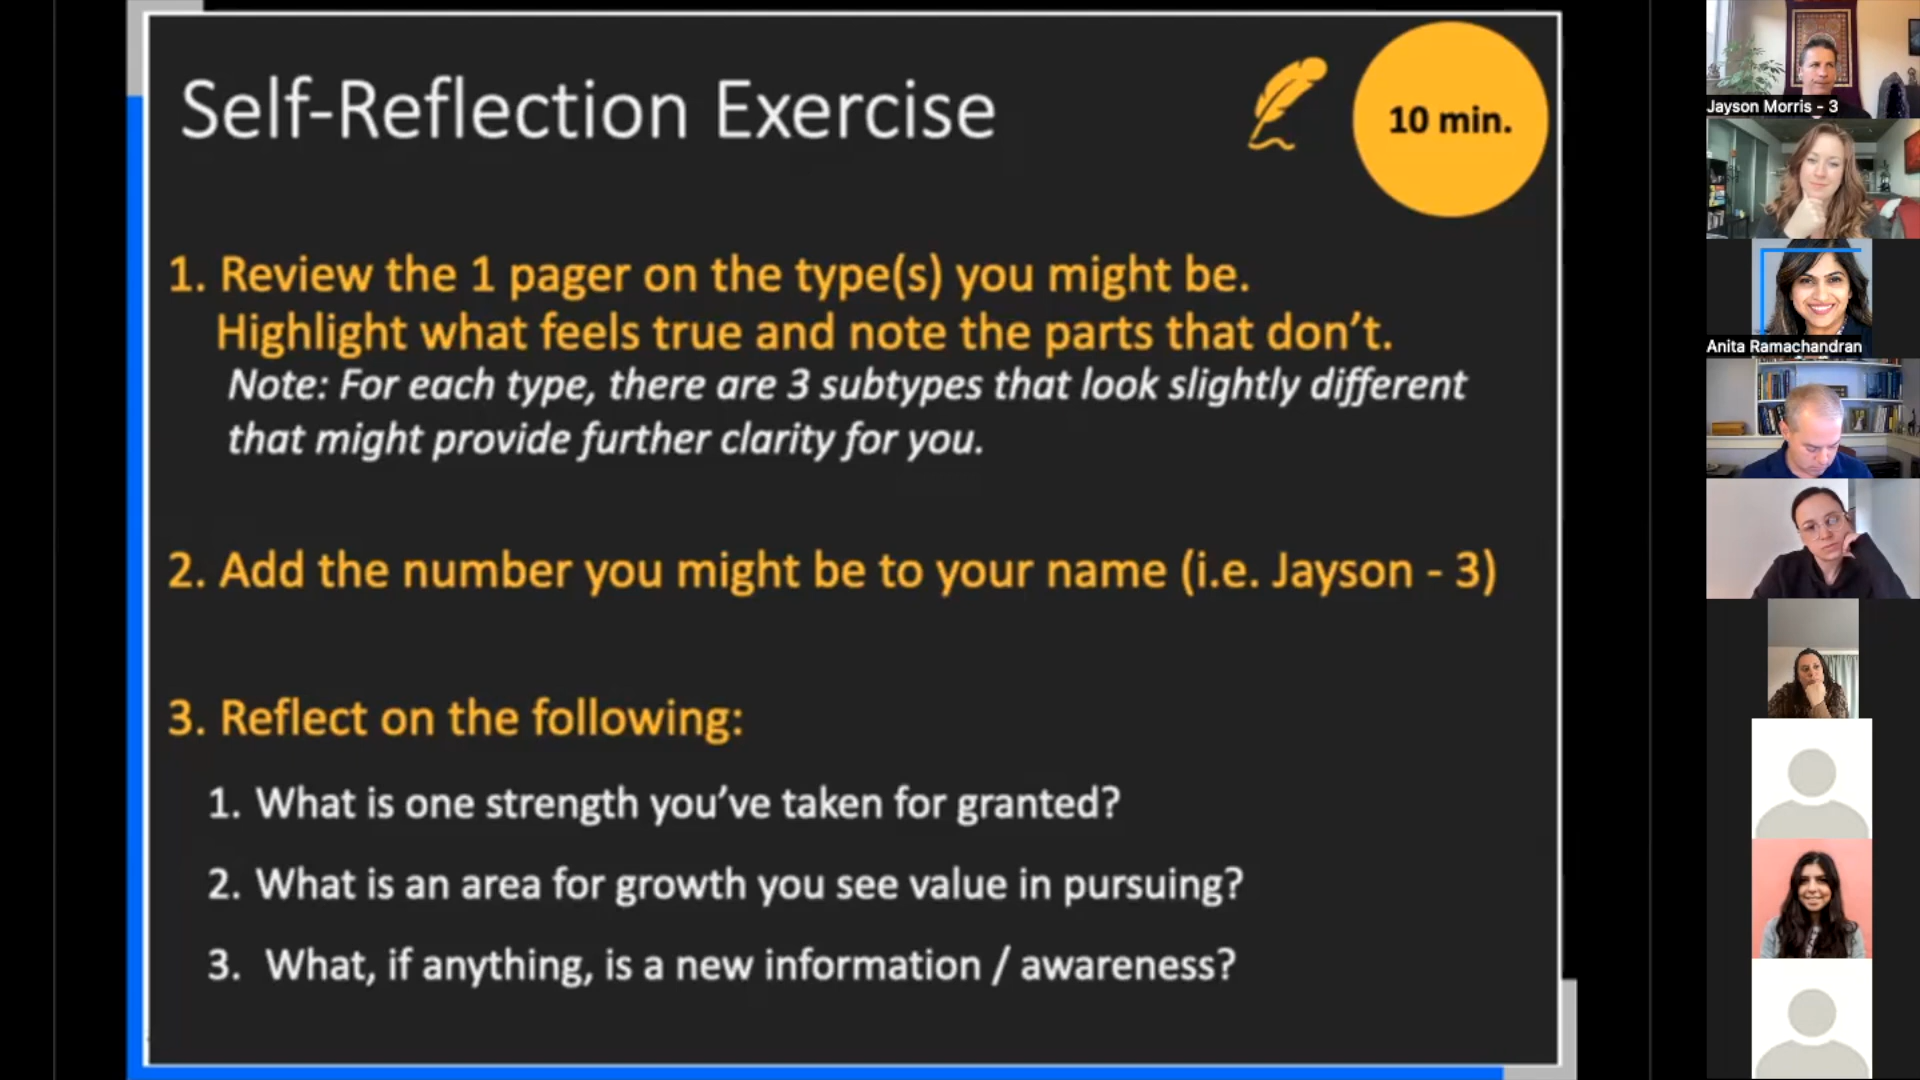 Self-Reflection Exercise
10 min.
1. Review the 1 pager on the type(s) you might be.
Highlight what feels true and note the parts that don’t.
Note: For each type, there are 3 subtypes that look slightly different
that might provide further clarity for you.
2. Add the number you might be to your name (i.e. Jayson - 3)
3. Reflect on the following:
1. What is one strength you’ve taken for granted?
2. What is an area for growth you see value in pursuing?
3. What, if anything, is a new information / awareness?
Jayson Morris - 3
Anita Ramachandran